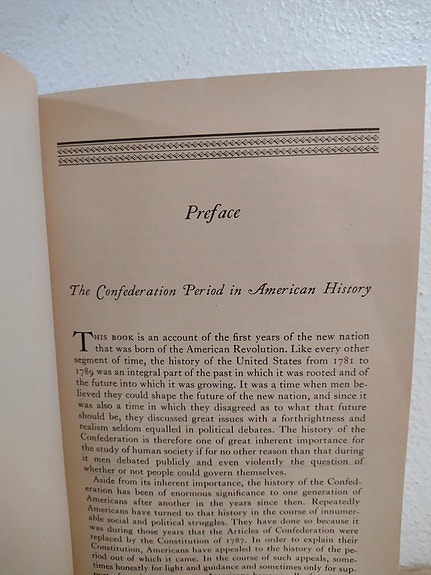 Preface
The Confederation Period in American History
THIS BOOK is an account of the first years of the new nation
that was born of the American Revolution. Like every other
segment of time, the history of the United States from 1781 to
1789 was an integral part of the past in which it was rooted and of
the future into which it was growing. It was a time when men be-
lieved they could shape the future of the new nation, and since it
was also a time in which they disagreed as to what that future
should be, they discussed great issues with a forthrightness and
realism seldom equalled in political debates. The history of the
Confederation is therefore one of great inherent importance for
the study of human society if for no other reason than that during
it men debated publicly and even violently the question of
whether or not people could govern themselves.
Aside from its inherent importance, the history of the Confed-
eration has been of enormous significance to one generation of
Americans after another in the years since then. Repeatedly
Americans have turned to that history in the course of innumer-
able social and political struggles. They have done so because it
was during those years that the Articles of Confederation were
replaced by the Constitution of 1787. In order to explain their
Constitution, Americans have appealed to the history of the pe-
riod out of which it came. In the course of such appeals, some-
times honestly for light and guidance and sometimes only for sup-